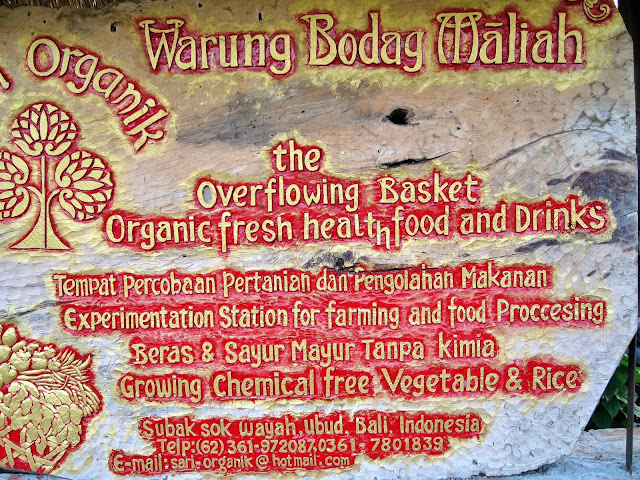 Organik
Warung Bodag Māliah
the
Overflowing Basket
Organic fresh healthfood and Drinks
Tempat Percobaan Pertanian dan Pengolahan Makanan
Experimentation Station for farming and food Proccesing
Beras & Sayur Mayur Tanpa kimia
Growing Chemical free Vegetable & Rice
Subak sok wayah, ubud. Bali, Indonesia
Telp:(62) 361-972087,0361-7801839
E-mail: sari-organik@hotmail.com